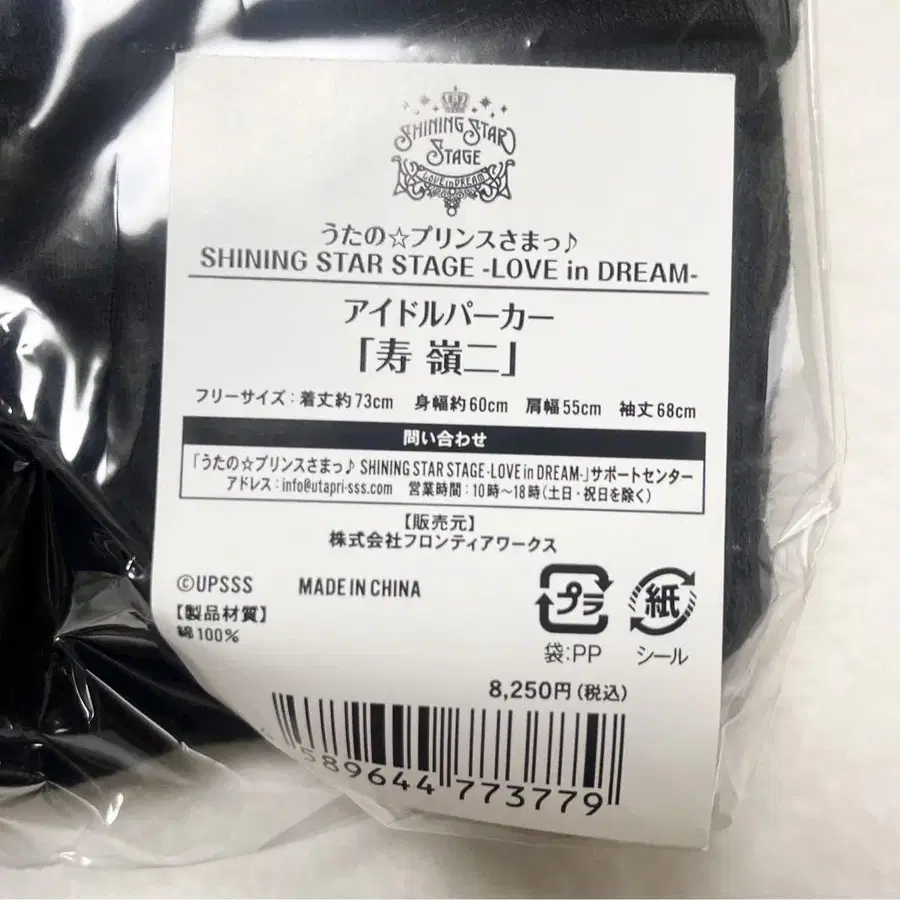 SHINING STAR
STAGE
LOVE in DREAM
うたの☆プリンスさまっ♪
SHINING STAR STAGE -LOVE in DREAM-
アイドルパーカー
「寿 嶺二」
フリーサイズ：着丈約73cm 身幅約60cm 肩幅55cm 袖丈68cm
問い合わせ
「うたの☆プリンスさまっ♪ SHINING STAR STAGE -LOVE in DREAM-」サポートセンター
アドレス：info@utapri-sss.com 営業時間：10時〜18時（土日・祝日を除く）
【販売元】
株式会社フロンティアワークス
©UPSSS MADE IN CHINA
【製品材質】
綿100%
プラ
紙
袋：PP
シール
8,250円（税込）
589644 773779